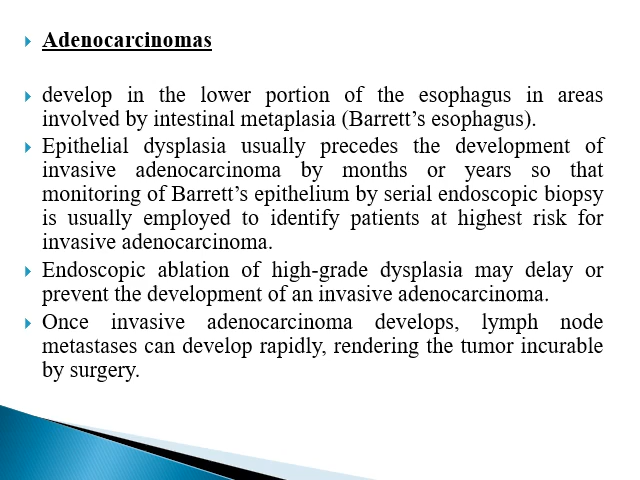 Adenocarcinomas
develop in the lower portion of the esophagus in areas
involved by intestinal metaplasia (Barrett’s esophagus).
Epithelial dysplasia usually precedes the development of
invasive adenocarcinoma by months or years so that
monitoring of Barrett’s epithelium by serial endoscopic biopsy
is usually employed to identify patients at highest risk for
invasive adenocarcinoma.
Endoscopic ablation of high-grade dysplasia may delay or
prevent the development of an invasive adenocarcinoma.
Once invasive adenocarcinoma develops, lymph node
metastases can develop rapidly, rendering the tumor incurable
by surgery.